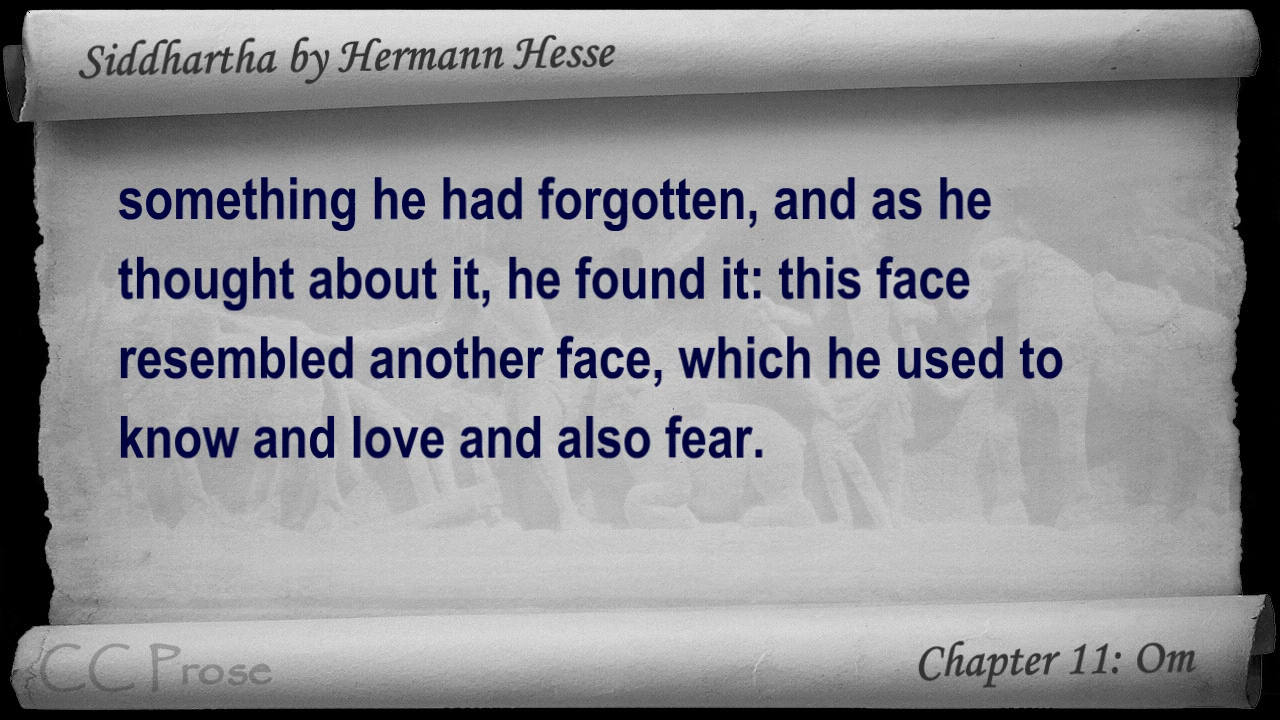 Siddhartha by Hermann Hesse
something he had forgotten, and as he
thought about it, he found it: this face
resembled another face, which he used to
know and love and also fear.
CC Prose
Chapter 11: Om